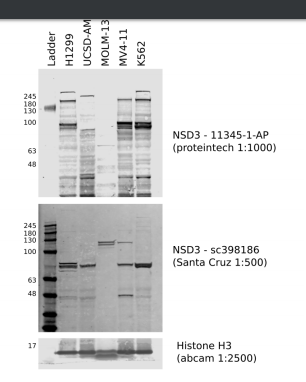 Ladder
H1299
UCSD-AM
MOLM-13
MV4-11
K562
245
180
130
100
63
48
NSD3 - 11345-1-AP
(proteintech 1:1000)
245
180
130
100
63
48
NSD3 - sc398186
(Santa Cruz 1:500)
17
Histone H3
(abcam 1:2500)